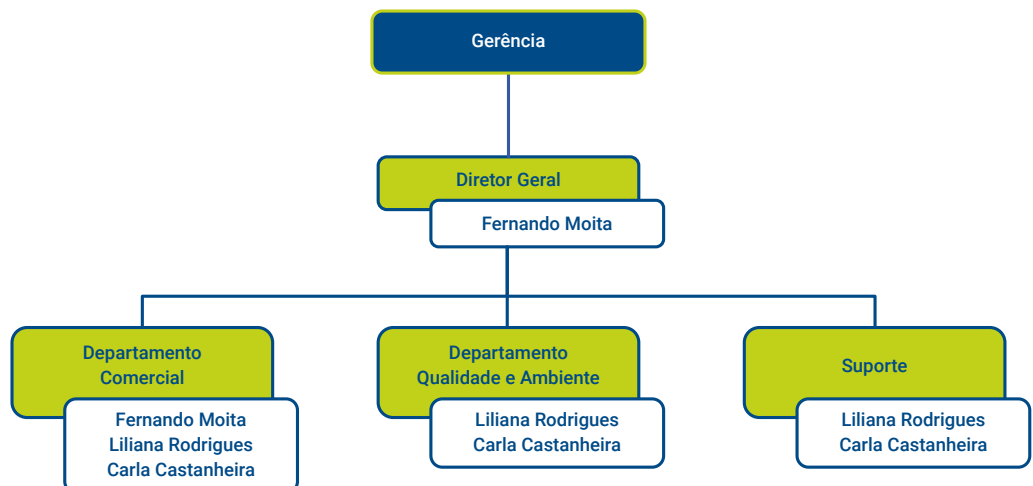 Gerência
Diretor Geral
Fernando Moita
Departamento
Comercial
Fernando Moita
Liliana Rodrigues
Carla Castanheira
Departamento
Qualidade e Ambiente
Liliana Rodrigues
Carla Castanheira
Suporte
Liliana Rodrigues
Carla Castanheira